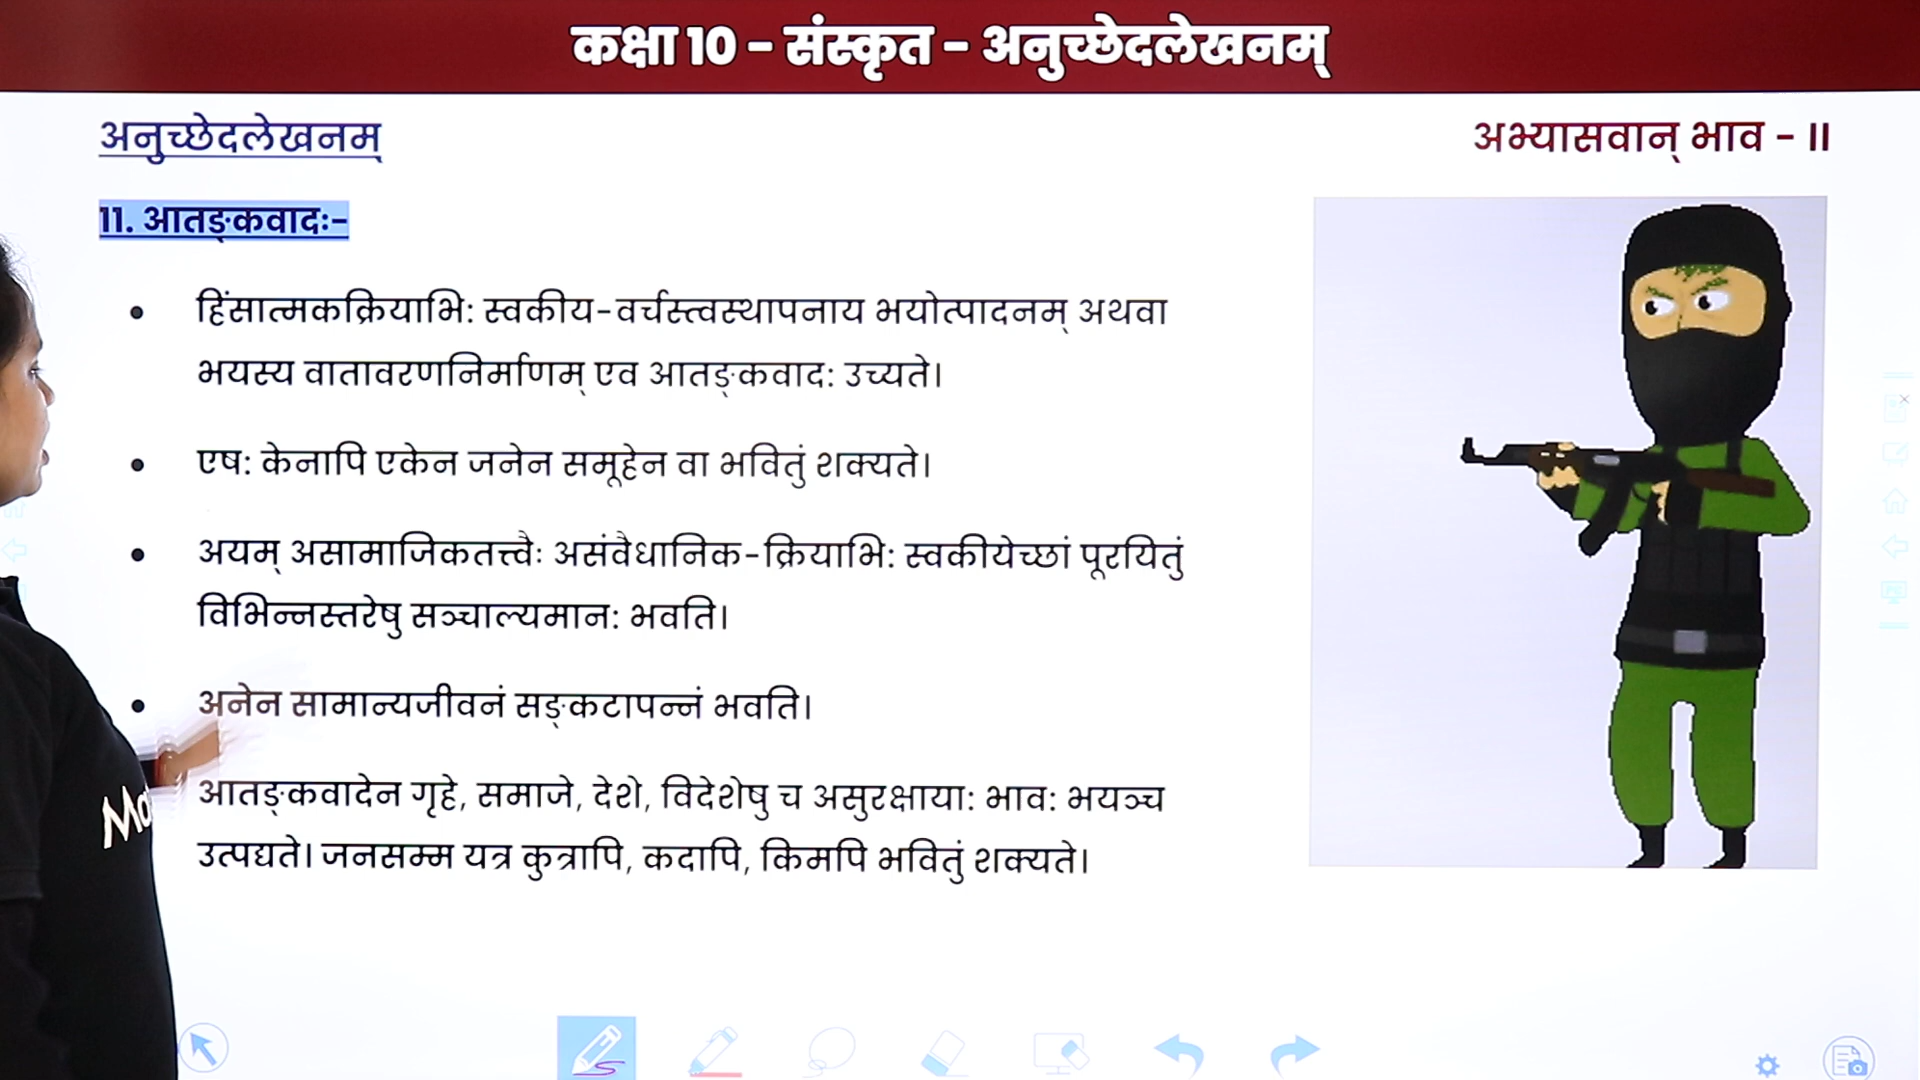 कक्षा 10 - संस्कृत - अनुच्छेदलेखनम्
अनुच्छेदलेखनम्
अभ्यासवान् भाव - II
11. आतङ्कवादः-
• हिंसात्मकक्रियाभि: स्वकीय-वर्चस्त्वस्थापनाय भयोत्पादनम् अथवा
भयस्य वातावरणनिर्माणम् एव आतङ्कवाद: उच्यते।
• एष: केनापि एकेन जनेन समूहेन वा भवितुं शक्यते।
• अयम् असामाजिकतत्त्वैः असंवैधानिक-क्रियाभि: स्वकीयेच्छां पूरयितुं
विभिन्नस्तरेषु सञ्चाल्यमान: भवति।
• अनेन सामान्यजीवनं सङ्कटापन्नं भवति।
आतङ्कवादेन गृहे, समाजे, देशे, विदेशेषु च असुरक्षाया: भाव: भयञ्च
उत्पद्यते। जनसम्म यत्र कुत्रापि, कदापि, किमपि भवितुं शक्यते।